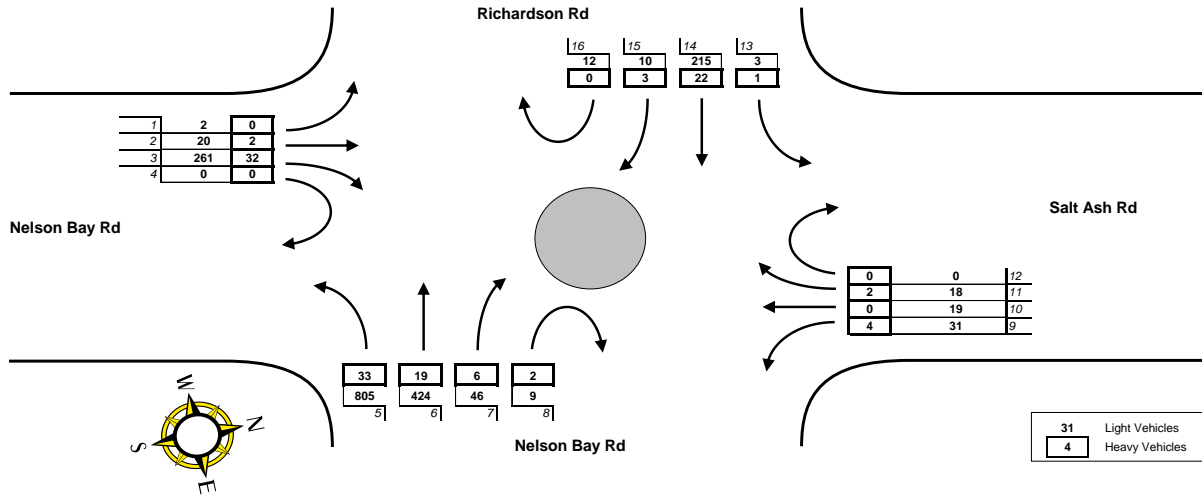 Richardson Rd
16 15 14 13
12 10 215 3
0 3 22 1
1 2 0
2 20 2
3 261 32
4 0 0
Nelson Bay Rd
Salt Ash Rd
0 0 12
2 18 11
0 19 10
4 31 9
33 19 6 2
805 424 46 9
5 6 7 8
Nelson Bay Rd
W
N
S
E
31 Light Vehicles
4 Heavy Vehicles